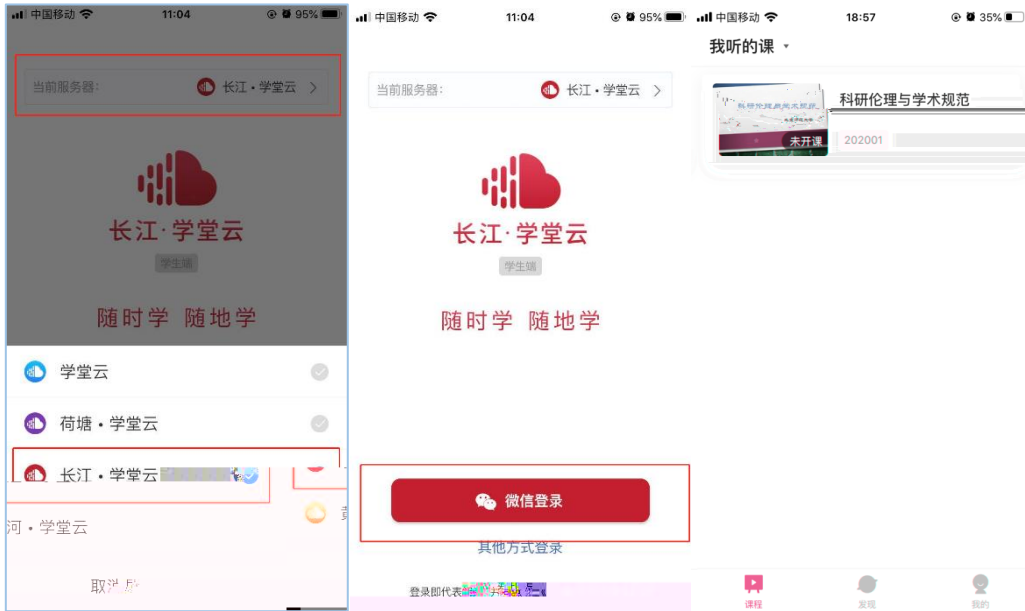 中国移动 11:04 95%
当前服务器： 长江·学堂云
长江·学堂云
学生端
随时学 随地学
学堂云
荷塘·学堂云
长江·学堂云
河·学堂云
取消
中国移动 11:04 95%
当前服务器： 长江·学堂云
长江·学堂云
学生端
随时学 随地学
微信登录
其他方式登录
登录即代表
中国移动 18:57 35%
我听的课
科研伦理与学术规范
未开课
202001
课程 发现 我的